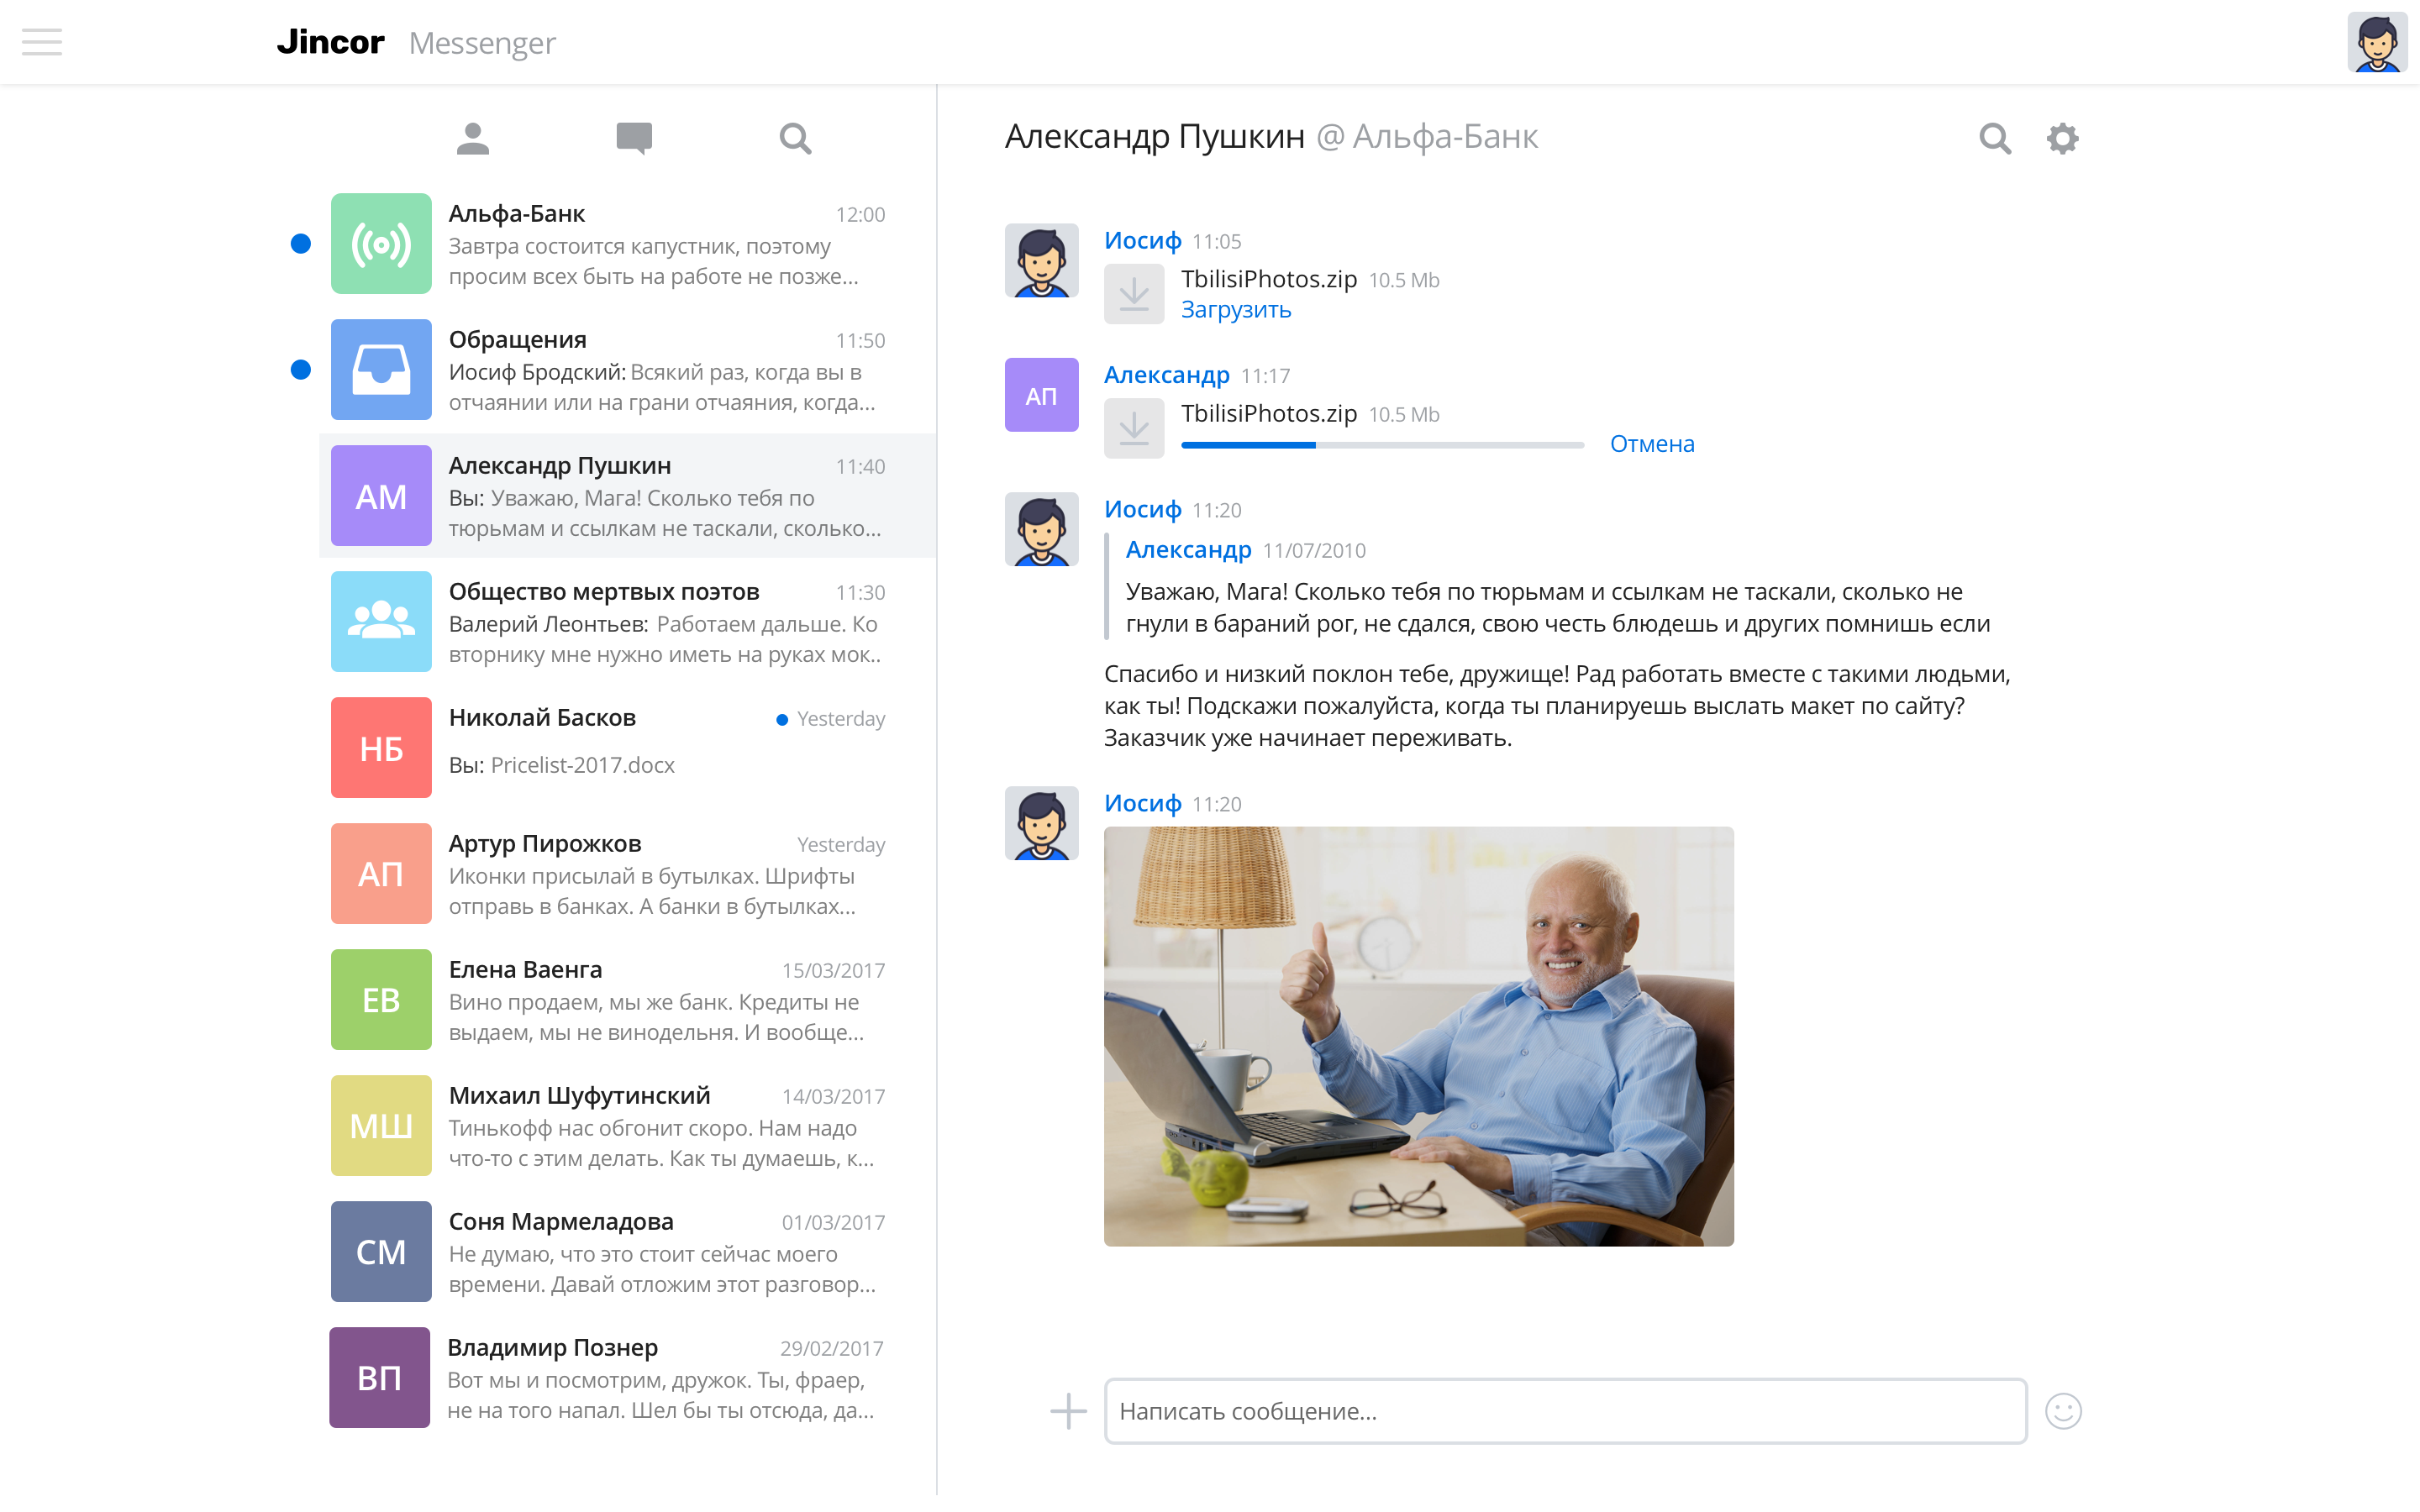 Jincor Messenger
Альфа-Банк 12:00
Завтра состоится капустник, поэтому
просим всех быть на работе не позже...
Обращения 11:50
Иосиф Бродский: Всякий раз, когда вы в
отчаянии или на грани отчаяния, когда...
АМ
Александр Пушкин 11:40
Вы: Уважаю, Мага! Сколько тебя по
тюрьмам и ссылкам не таскали, сколько...
Общество мертвых поэтов 11:30
Валерий Леонтьев: Работаем дальше. Ко
вторнику мне нужно иметь на руках мок..
НБ
Николай Басков Yesterday
Вы: Pricelist-2017.docx
АП
Артур Пирожков Yesterday
Иконки присылай в бутылках. Шрифты
отправь в банках. А банки в бутылках...
ЕВ
Елена Ваенга 15/03/2017
Вино продаем, мы же банк. Кредиты не
выдаем, мы не винодельня. И вообще...
МШ
Михаил Шуфутинский 14/03/2017
Тинькофф нас обгонит скоро. Нам надо
что-то с этим делать. Как ты думаешь, к...
СМ
Соня Мармеладова 01/03/2017
Не думаю, что это стоит сейчас моего
времени. Давай отложим этот разговор...
ВП
Владимир Познер 29/02/2017
Вот мы и посмотрим, дружок. Ты, фраер,
не на того напал. Шел бы ты отсюда, да...
Александр Пушкин @ Альфа-Банк
Иосиф 11:05
TbilisiPhotos.zip 10.5 Mb
Загрузить
АП
Александр 11:17
TbilisiPhotos.zip 10.5 Mb
Отмена
Иосиф 11:20
Александр 11/07/2010
Уважаю, Мага! Сколько тебя по тюрьмам и ссылкам не таскали, сколько не
гнули в бараний рог, не сдался, свою честь блюдешь и других помнишь если
Спасибо и низкий поклон тебе, дружище! Рад работать вместе с такими людьми,
как ты! Подскажи пожалуйста, когда ты планируешь выслать макет по сайту?
Заказчик уже начинает переживать.
Иосиф 11:20
Написать сообщение...